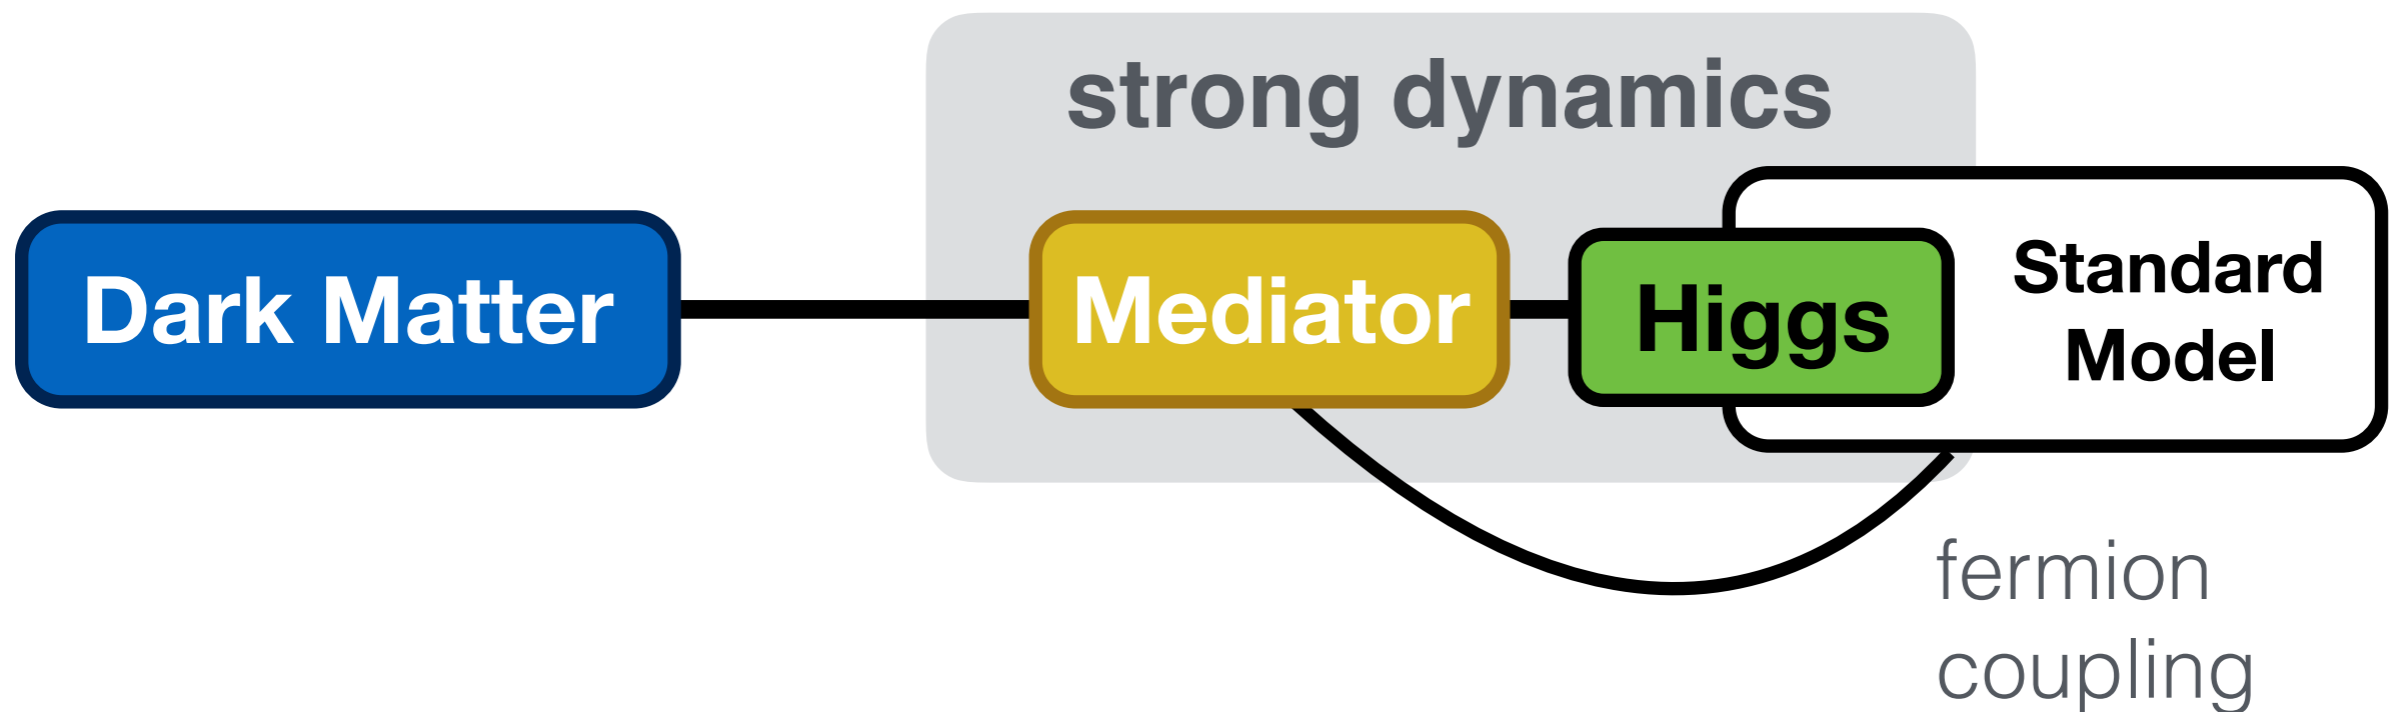 strong dynamics
Dark Matter
Mediator
Higgs
Standard
Model
fermion
coupling